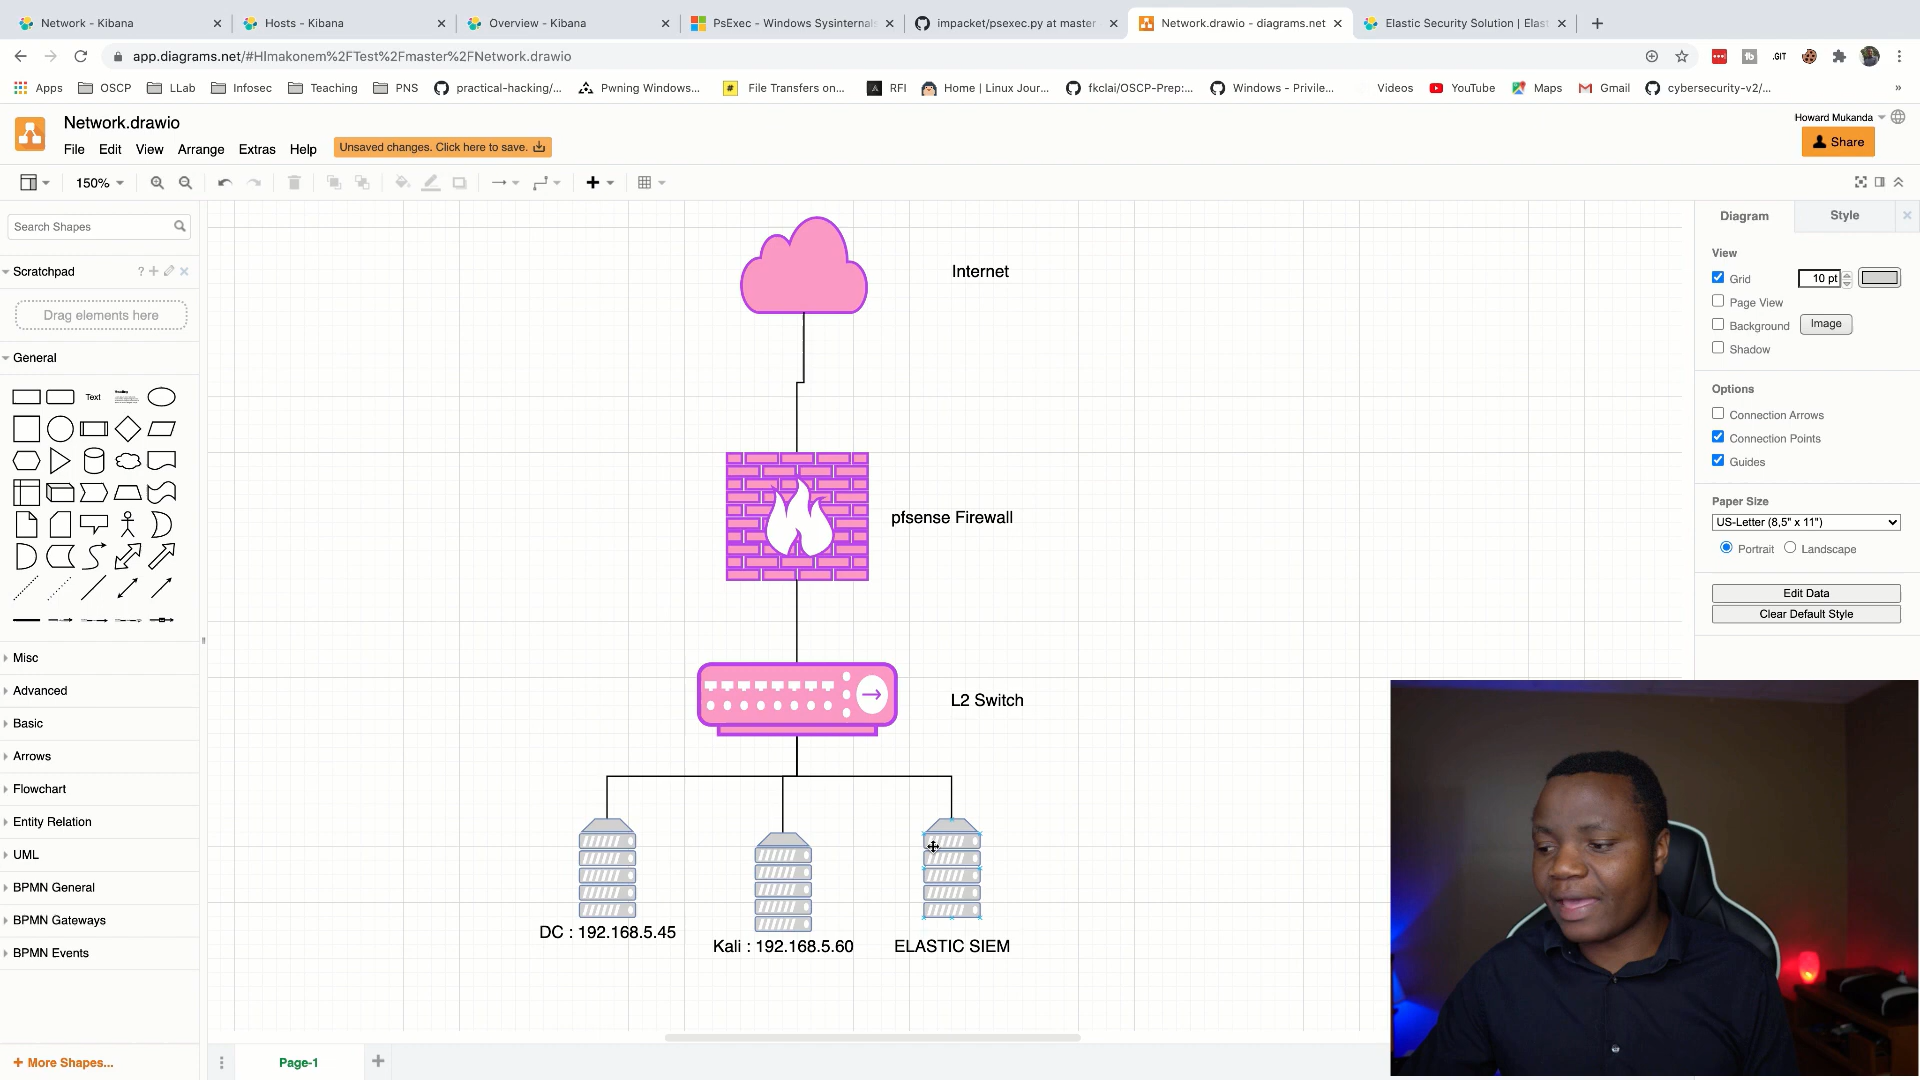 Network - Kibana
Hosts - Kibana
Overview - Kibana
PsExec - Windows Sysinternals
impacket/psexec.py at master
Network.drawio - diagrams.net
Elastic Security Solution | Elast
app.diagrams.net/#HImakonem%2FTest%2Fmaster%2FNetwork.drawio
.GIT
Apps
OSCP
LLab
Infosec
Teaching
PNS
practical-hacking/...
Pwning Windows...
File Transfers on...
RFI
Home | Linux Jour...
fkclai/OSCP-Prep:...
Windows - Privile...
Videos
YouTube
Maps
Gmail
cybersecurity-v2/...
»
Network.drawio
Howard Mukanda
File Edit View Arrange Extras Help
Unsaved changes. Click here to save.
Share
150%
Search Shapes
Scratchpad
?
Drag elements here
General
Text
Misc
Advanced
Basic
Arrows
Flowchart
Entity Relation
UML
BPMN General
BPMN Gateways
BPMN Events
+ More Shapes...
Internet
pfsense Firewall
L2 Switch
DC : 192.168.5.45
Kali : 192.168.5.60
ELASTIC SIEM
Page-1
Diagram
Style
View
Grid
10 pt
Page View
Background
Image
Shadow
Options
Connection Arrows
Connection Points
Guides
Paper Size
US-Letter (8,5" x 11")
Portrait
Landscape
Edit Data
Clear Default Style